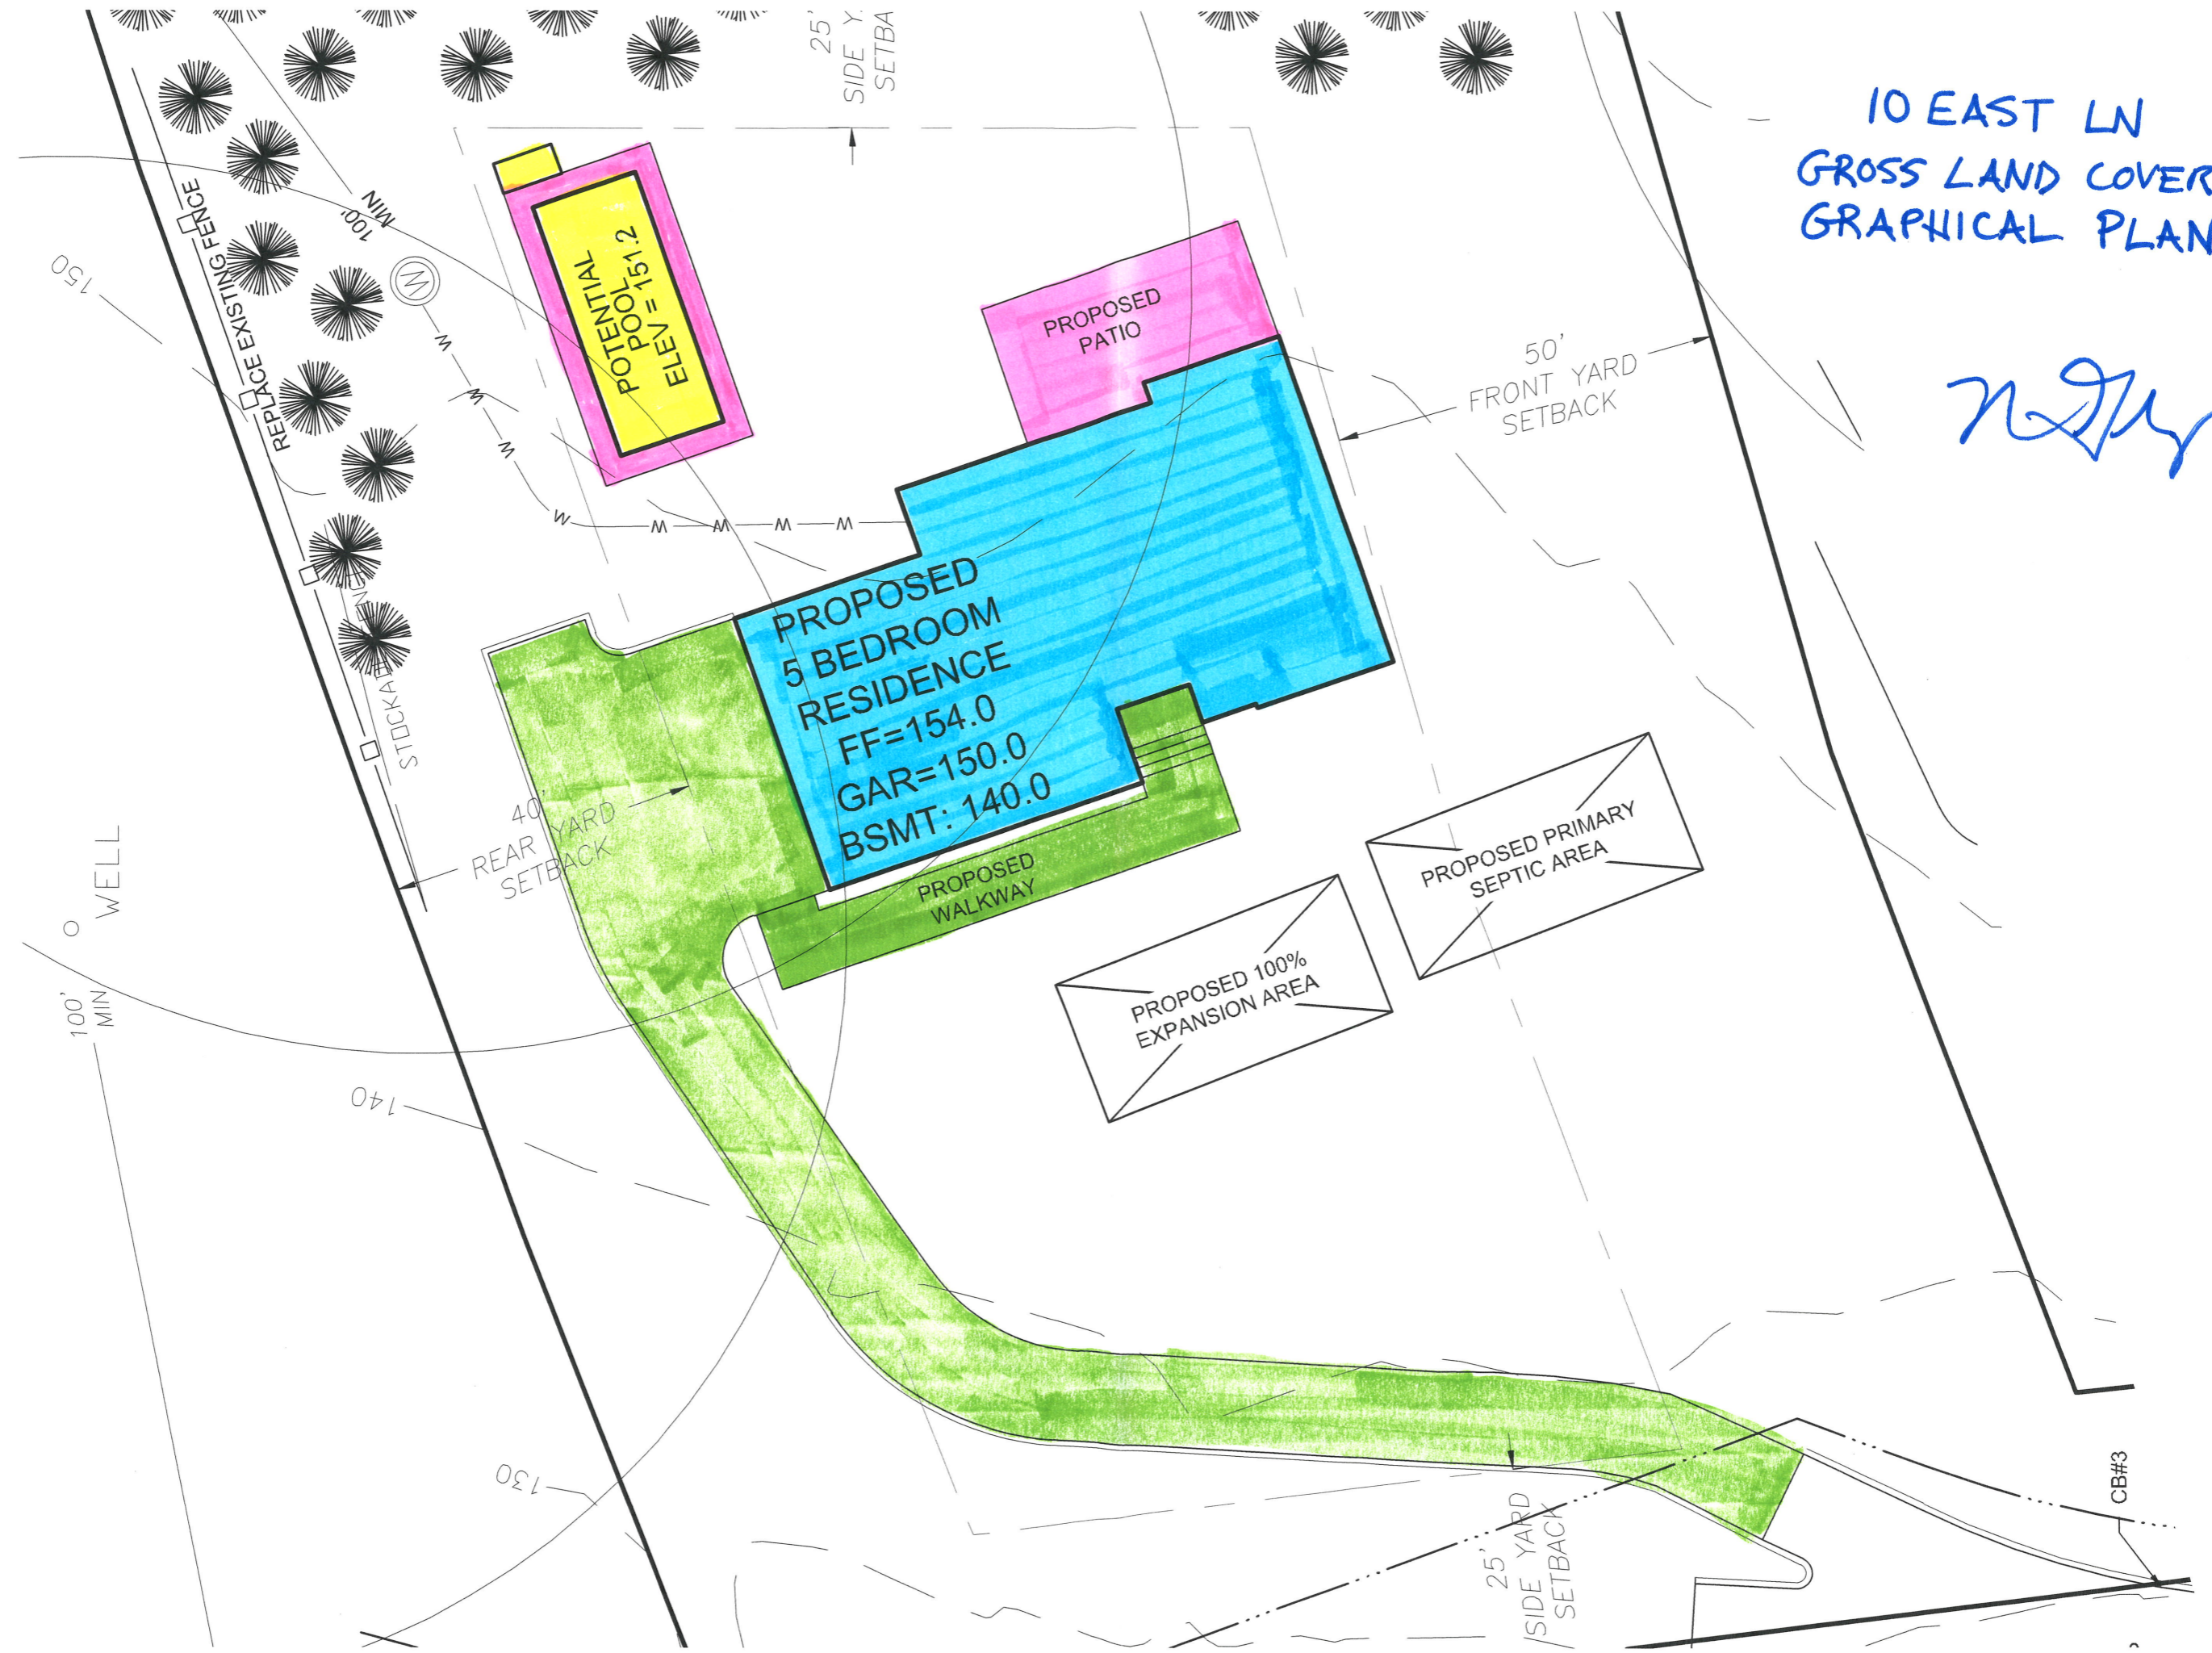 25'
SIDE Y.
SETBA
10 EAST LN
GROSS LAND COVER
GRAPHICAL PLAN
REPLACE EXISTING FENCE
100'
MIN
W
150
POTENTIAL
POOL
ELEV = 151.2
PROPOSED
PATIO
50'
FRONT YARD
SETBACK
W
W
W
W
W
W
W
W
STOCKAD
PROPOSED
5 BEDROOM
RESIDENCE
FF=154.0
GAR=150.0
BSMT: 140.0
40'
REAR YARD
SETBACK
PROPOSED
WALKWAY
PROPOSED PRIMARY
SEPTIC AREA
PROPOSED 100%
EXPANSION AREA
WELL
100'
MIN
140
130
25'
SIDE YARD
SETBACK
CB#3